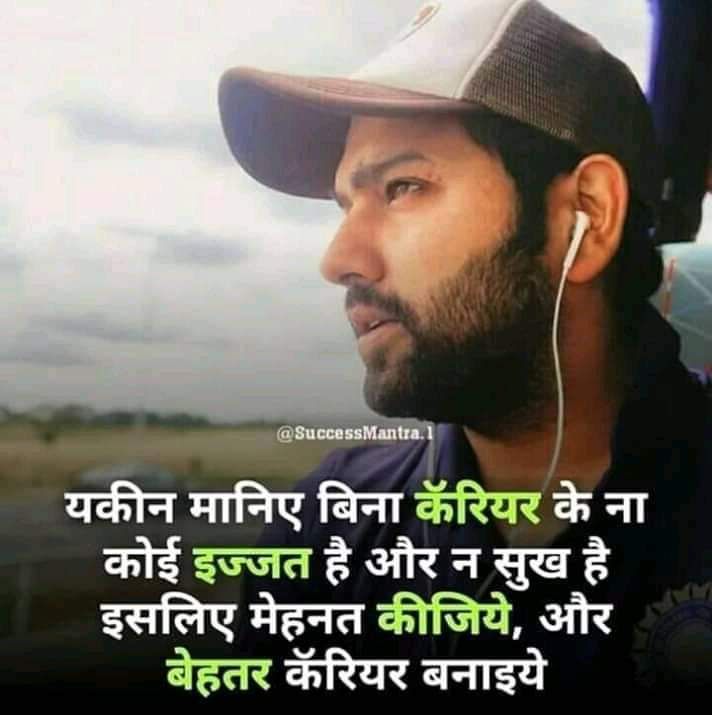 @SuccessMantra.1
यकीन मानिए बिना कॅरियर के ना
कोई इज्जत है और न सुख है
इसलिए मेहनत कीजिये, और
बेहतर कॅरियर बनाइये